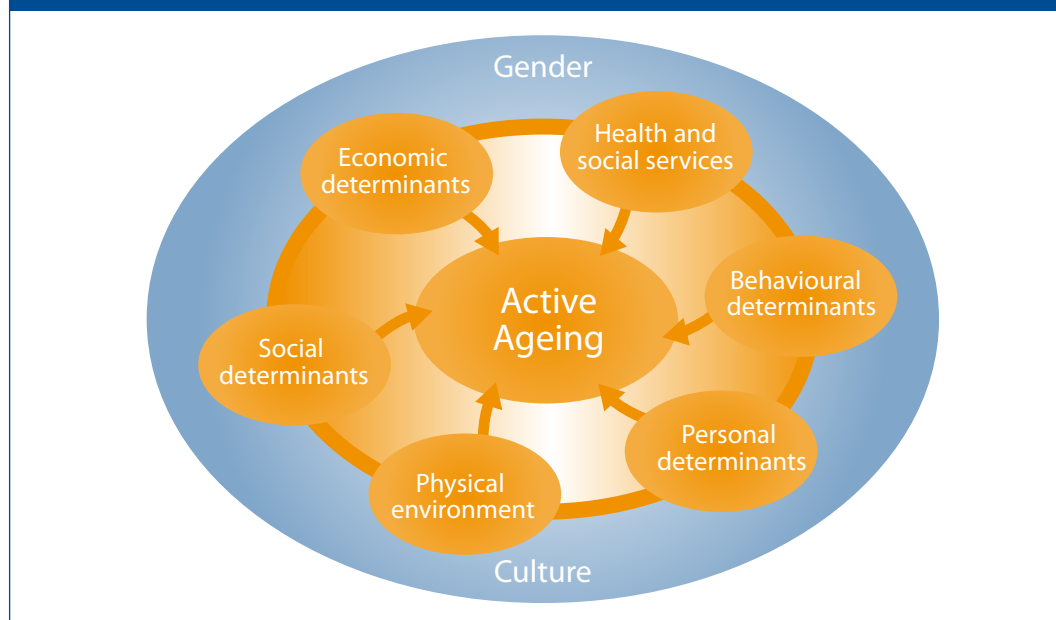 Gender
Economic
determinants
Health and
social services
Behavioural
determinants
Active
Ageing
Social
determinants
Personal
determinants
Physical
environment
Culture